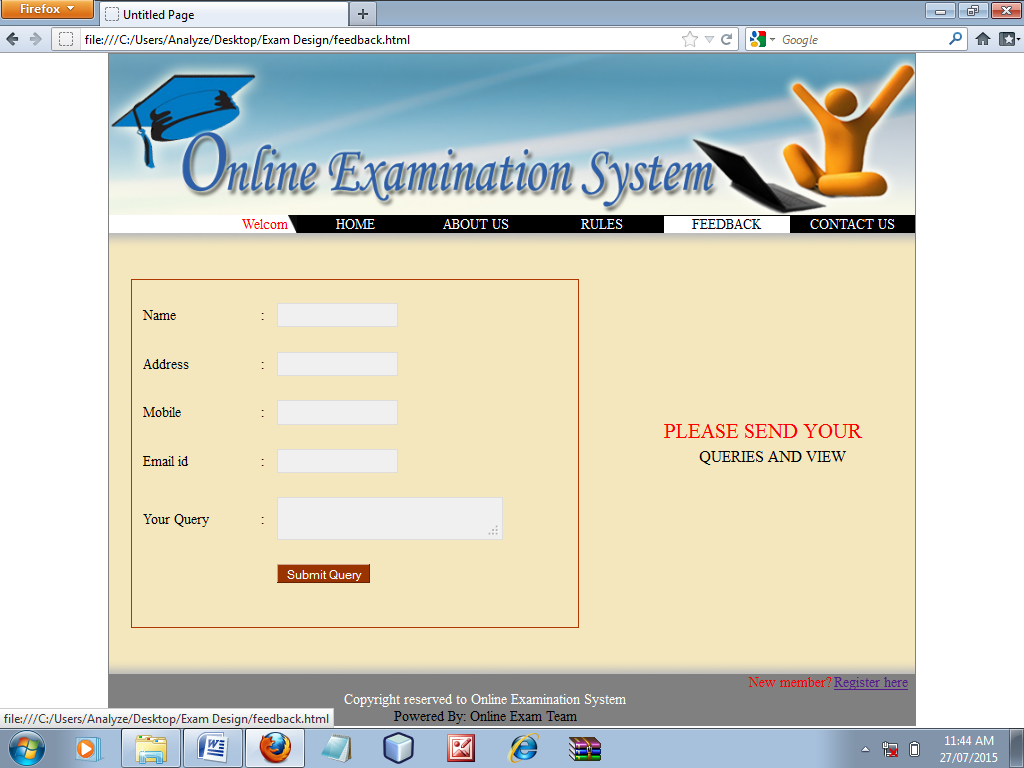 Firefox
Untitled Page
file:///C:/Users/Analyze/Desktop/Exam Design/feedback.html
Google
Online Examination System
Welcom HOME ABOUT US RULES FEEDBACK CONTACT US
Name :
Address :
Mobile :
Email id :
Your Query :
Submit Query
PLEASE SEND YOUR
QUERIES AND VIEW
New member? Register here
Copyright reserved to Online Examination System
Powered By: Online Exam Team
file:///C:/Users/Analyze/Desktop/Exam Design/feedback.html
11:44 AM
27/07/2015